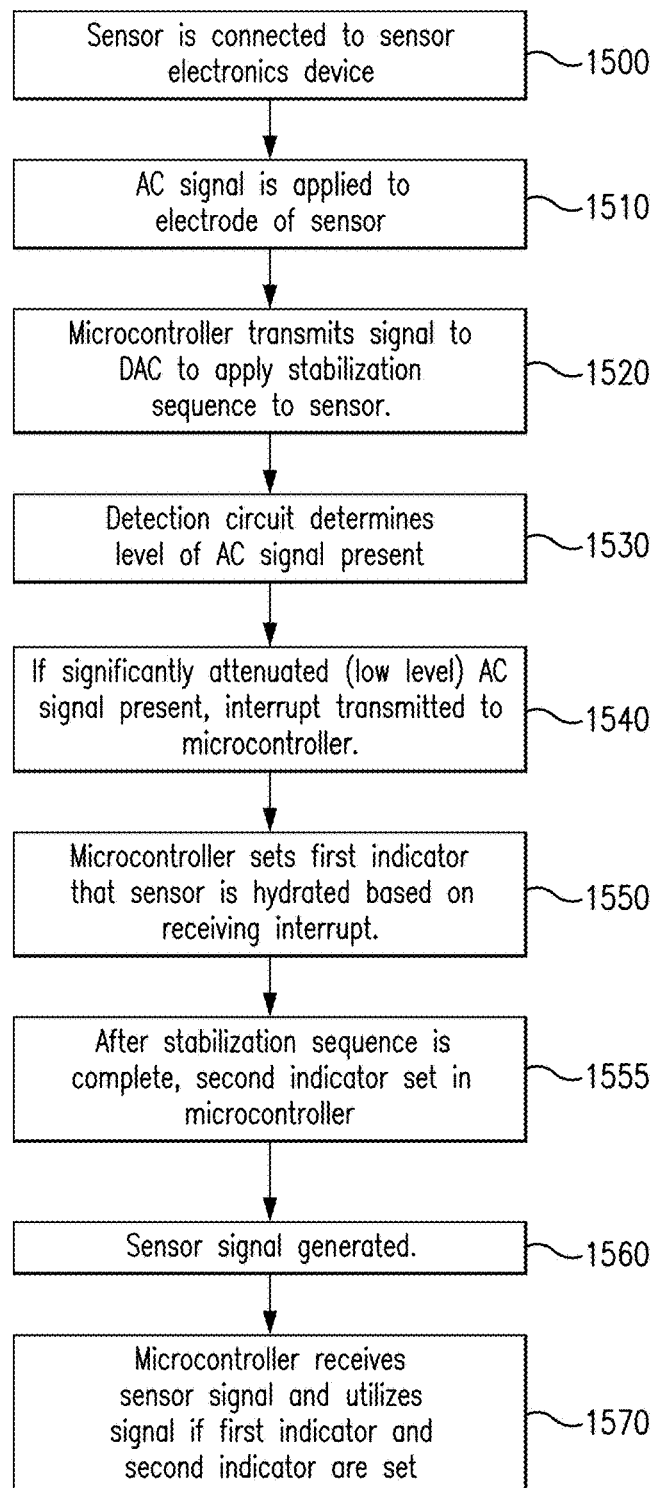 Sensor is connected to sensor
electronics device
1500
AC signal is applied to
electrode of sensor
1510
Microcontroller transmits signal to
DAC to apply stabilization
sequence to sensor.
1520
Detection circuit determines
level of AC signal present
1530
If significantly attenuated (low level) AC
signal present, interrupt transmitted to
microcontroller.
1540
Microcontroller sets first indicator
that sensor is hydrated based on
receiving interrupt.
1550
After stabilization sequence is
complete, second indicator set in
microcontroller
1555
Sensor signal generated.
1560
Microcontroller receives
sensor signal and utilizes
signal if first indicator and
second indicator are set
1570